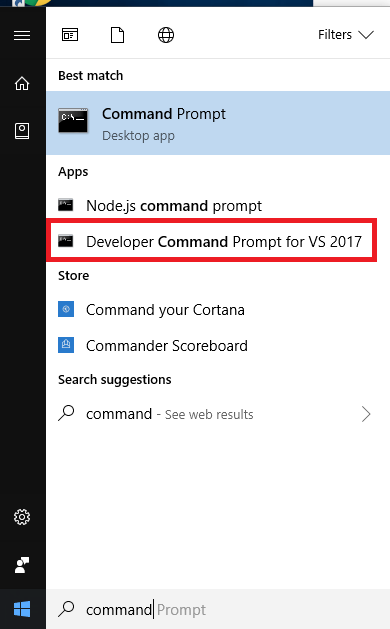 Filters
Best match
Command Prompt
Desktop app
Apps
Node.js command prompt
Developer Command Prompt for VS 2017
Store
Command your Cortana
Commander Scoreboard
Search suggestions
command - See web results
command Prompt